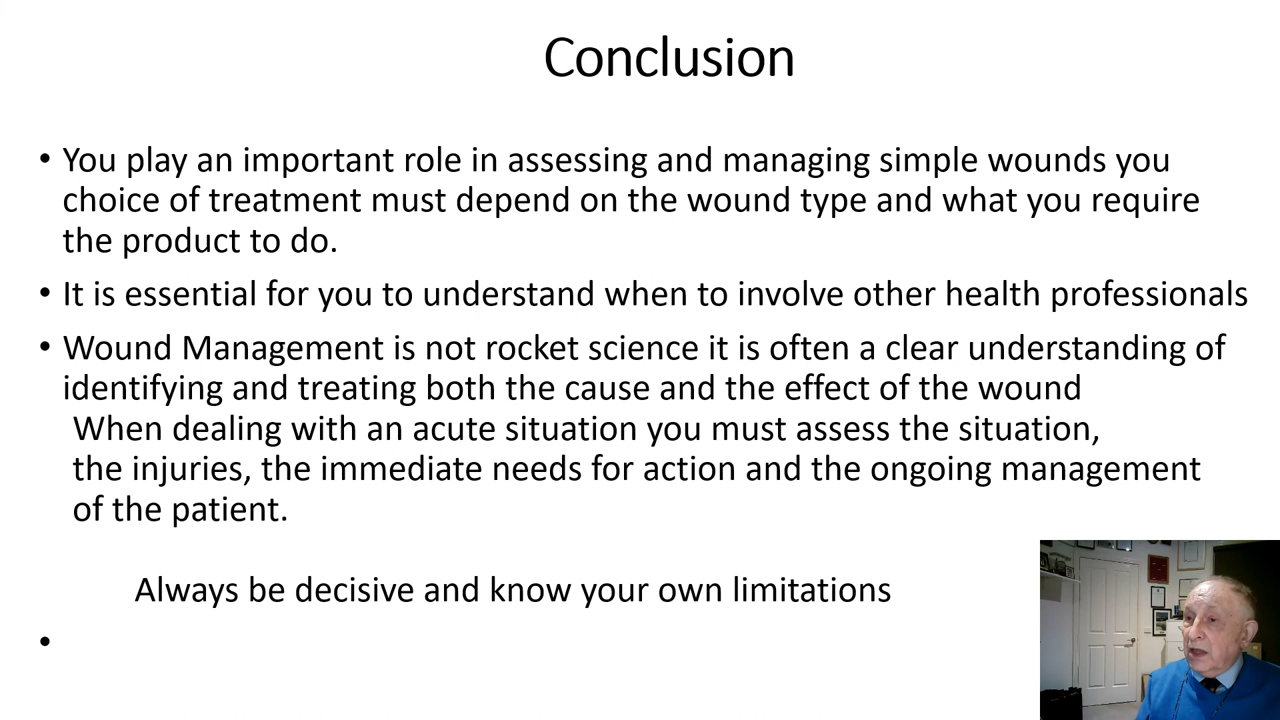 Conclusion
• You play an important role in assessing and managing simple wounds you
choice of treatment must depend on the wound type and what you require
the product to do.
• It is essential for you to understand when to involve other health professionals
• Wound Management is not rocket science it is often a clear understanding of
identifying and treating both the cause and the effect of the wound
When dealing with an acute situation you must assess the situation,
the injuries, the immediate needs for action and the ongoing management
of the patient.
Always be decisive and know your own limitations
•